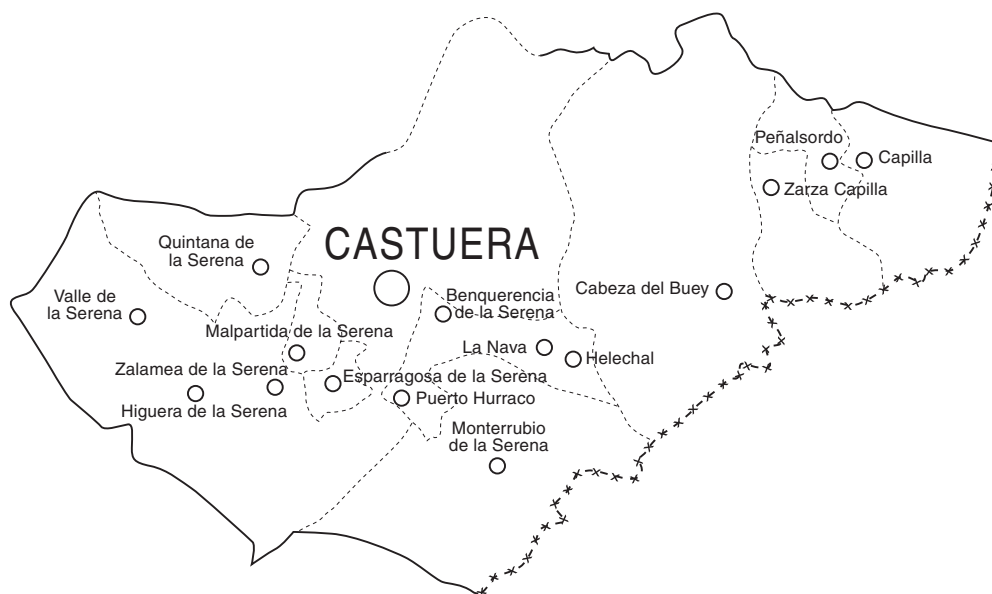 Peñalsordo
Capilla
Zarza Capilla
CASTUERA
Quintana de
la Serena
Valle de
la Serena
Cabeza del Buey
Benquerencia
de la Serena
Malpartida de la Serena
La Nava
Helechal
Zalamea de la Serena
Esparragosa de la Serena
Higuera de la Serena
Puerto Hurraco
Monterrubio
de la Serena